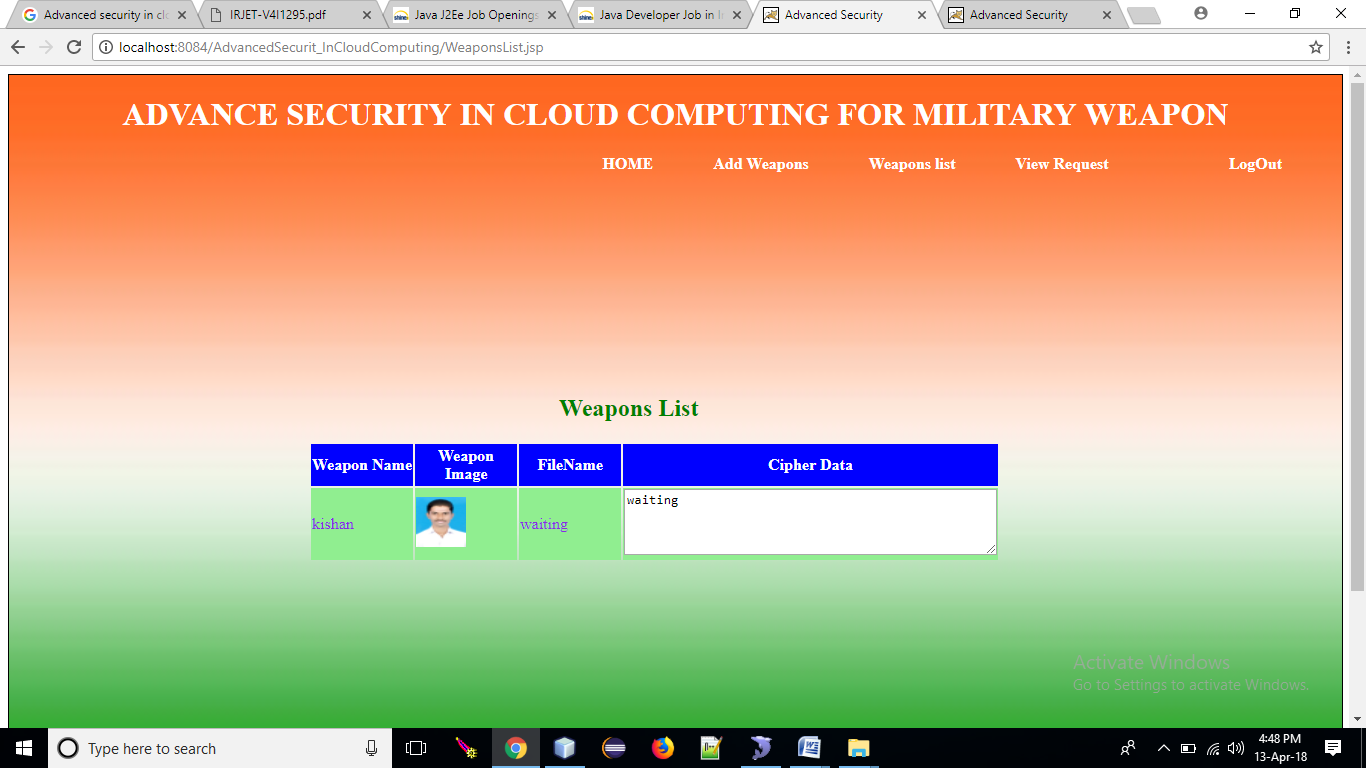 Advanced security in cl
IRJET-V4I1295.pdf
Java J2Ee Job Openings
Java Developer Job in I
Advanced Security
Advanced Security
localhost:8084/AdvancedSecurit_InCloudComputing/WeaponsList.jsp
ADVANCE SECURITY IN CLOUD COMPUTING FOR MILITARY WEAPON
HOME Add Weapons Weapons list View Request LogOut
Weapons List
Weapon Name Weapon Image FileName Cipher Data
kishan waiting waiting
Activate Windows
Go to Settings to activate Windows.
Type here to search
4:48 PM
13-Apr-18